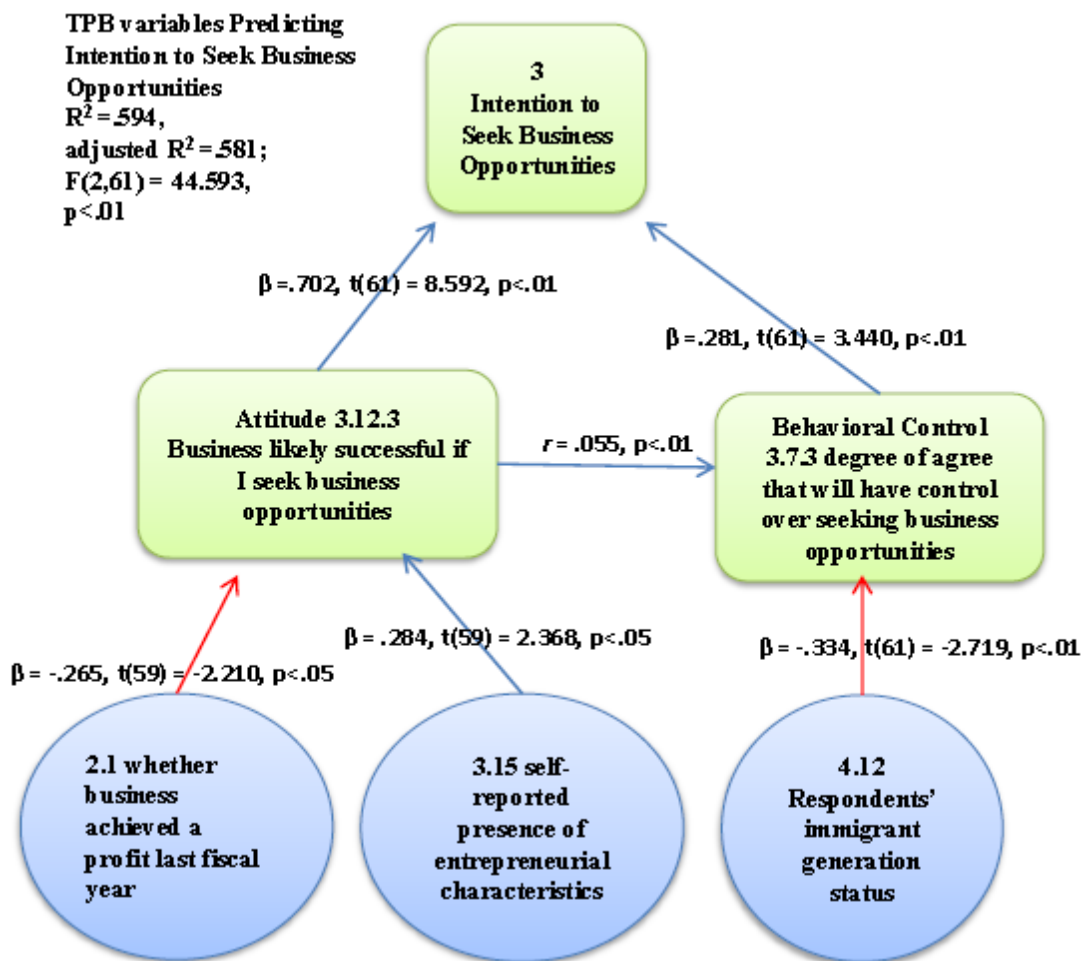 TPB variables Predicting
Intention to Seek Business
Opportunities
R² =.594,
adjusted R² =.581;
F(2,61) = 44.593,
p<.01
3
Intention to
Seek Business
Opportunities
β =.702, t(61) = 8.592, p<.01
β =.281, t(61) = 3.440, p<.01
Attitude 3.12.3
Business likely successful if
I seek business
opportunities
r = .055, p<.01
Behavioral Control
3.7.3 degree of agree
that will have control
over seeking business
opportunities
β = -.265, t(59) = -2.210, p<.05
β = .284, t(59) = 2.368, p<.05
β = -.334, t(61) = -2.719, p<.01
2.1 whether
business
achieved a
profit last fiscal
year
3.15 self-
reported
presence of
entrepreneurial
characteristics
4.12
Respondents'
immigrant
generation
status